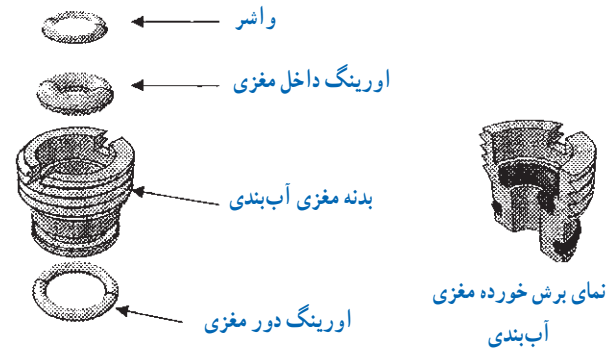 واشر
اورینگ داخل مغزی
بدنه مغزی آب‌بندی
اورینگ دور مغزی
نمای برش خورده مغزی
آب‌بندی